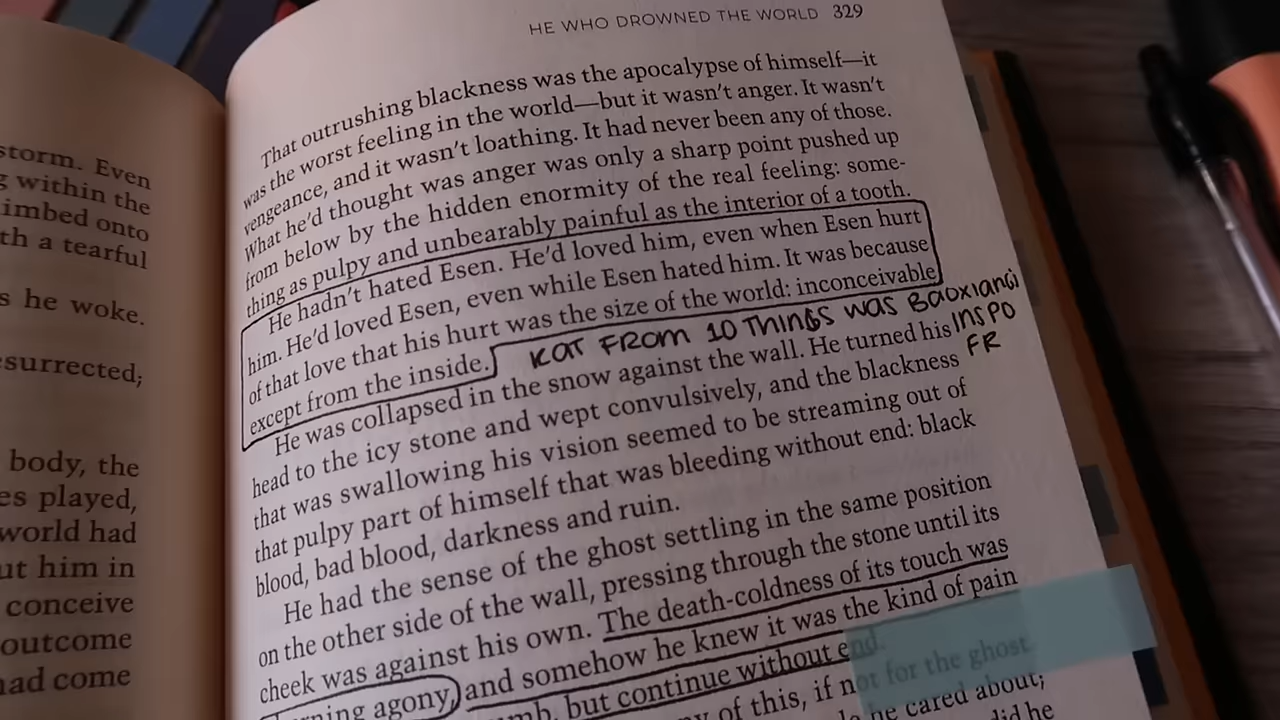 storm. Even
within the
imbed onto
th a tearful
s he woke.
surrected;
body, the
es played,
world had
ut him in
conceive
outcome
had come
HE WHO DROWNED THE WORLD 329
That outrushing blackness was the apocalypse of himself—it
was the worst feeling in the world—but it wasn't anger. It wasn't
vengeance, and it wasn't loathing. It had never been any of those.
What he'd thought was anger was only a sharp point pushed up
from below by the hidden enormity of the real feeling: some-
thing as pulpy and unbearably painful as the interior of a tooth.
He hadn't hated Esen. He'd loved him, even when Esen hurt
him. He'd loved Esen, even while Esen hated him. It was because
of that love that his hurt was the size of the world: inconceivable
except from the inside.
KAT FROM 10 THINGS WAS BAOXIANG
INSPO
FR
He was collapsed in the snow against the wall. He turned his
head to the icy stone and wept convulsively, and the blackness
that was swallowing his vision seemed to be streaming out of
that pulpy part of himself that was bleeding without end: black
blood, bad blood, darkness and ruin.
He had the sense of the ghost settling in the same position
on the other side of the wall, pressing through the stone until its
cheek was against his own. The death-coldness of its touch was
ning agony, and somehow he knew it was the kind of pain
mb, but continue without end.
of this, if not for the ghost
he cared about;
did he